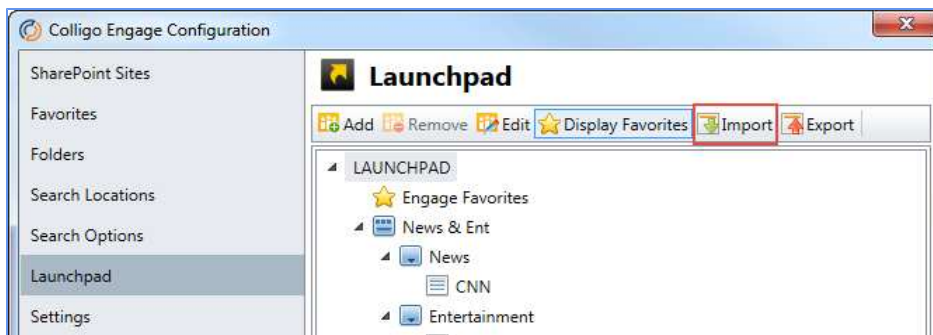 Colligo Engage Configuration
SharePoint Sites
Favorites
Folders
Search Locations
Search Options
Launchpad
Settings
Launchpad
Add Remove Edit Display Favorites Import Export
LAUNCHPAD
Engage Favorites
News & Ent
News
CNN
Entertainment